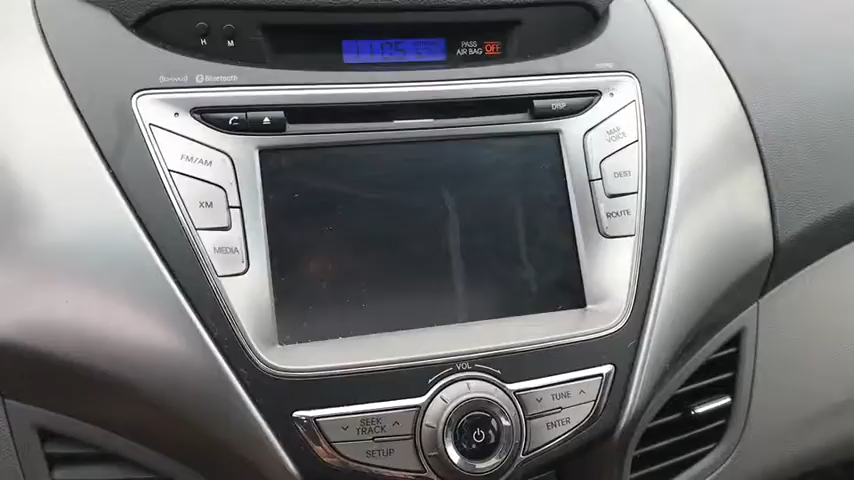 H M
11:05
PASS
AIR BAG OFF
Bluetooth
DISP
FM/AM
XM
MEDIA
MAP
VOICE
DEST
ROUTE
VOL
SEEK
TRACK
SETUP
TUNE
ENTER